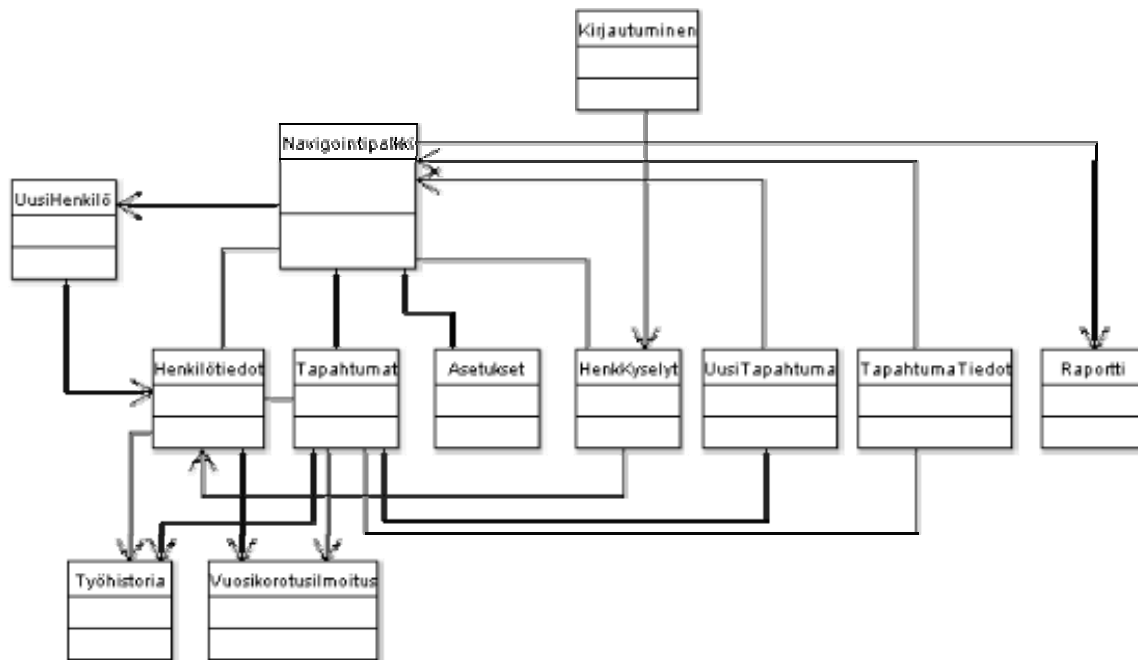 Kirjautuminen
Navigointipalkki
UusiHenkilö
Henkilötiedot
Tapahtumat
Asetukset
HenkKyselyt
UusiTapahtuma
TapahtumaTiedot
Raportti
Työhistoria
Vuosikorotusilmoitus